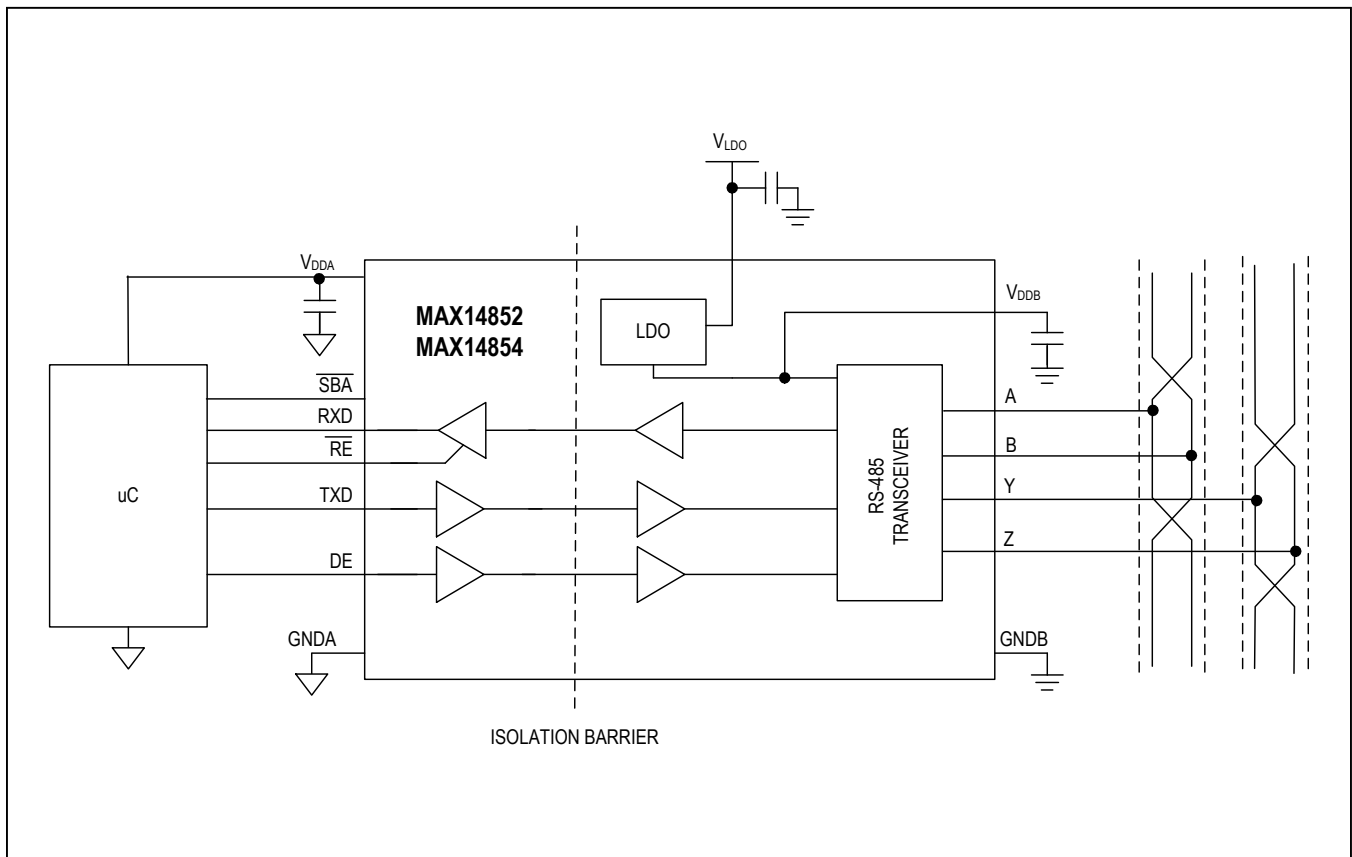 VLDO
VDDA
MAX14852
MAX14854
LDO
VDDB
SBA
RXD
RE
TXD
DE
uC
RS-485
TRANSCEIVER
A
B
Y
Z
GNDA
GNDB
ISOLATION BARRIER